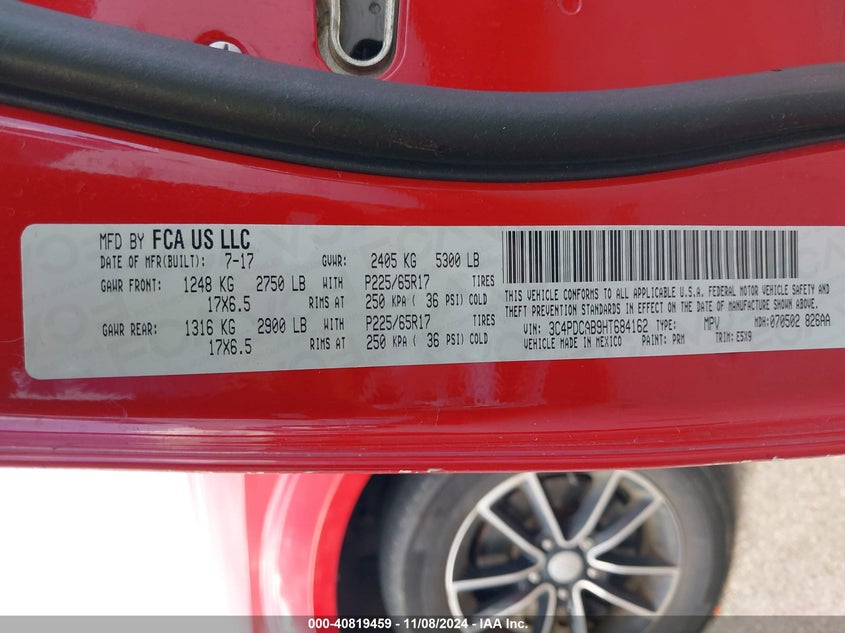 MFD BY FCA US LLC
DATE OF MFR(BUILT): 7-17 GVWR: 2405 KG 5300 LB
GAWR FRONT: 1248 KG 2750 LB WITH P225/65R17 TIRES
17X6.5 RIMS AT 250 KPA ( 36 PSI) COLD
GAWR REAR: 1316 KG 2900 LB WITH P225/65R17 TIRES
17X6.5 RIMS AT 250 KPA ( 36 PSI) COLD
THIS VEHICLE CONFORMS TO ALL APPLICABLE U.S.A. FEDERAL MOTOR VEHICLE SAFETY AND
THEFT PREVENTION STANDARDS IN EFFECT ON THE DATE OF MANUFACTURE SHOWN ABOVE.
VIN: 3C4PDCAB9HT684162 TYPE: MPV MDH: 070502 826AA
VEHICLE MADE IN MEXICO PAINT: PRM TRIM: E5X9
000-40819459 - 11/08/2024 - IAA Inc.